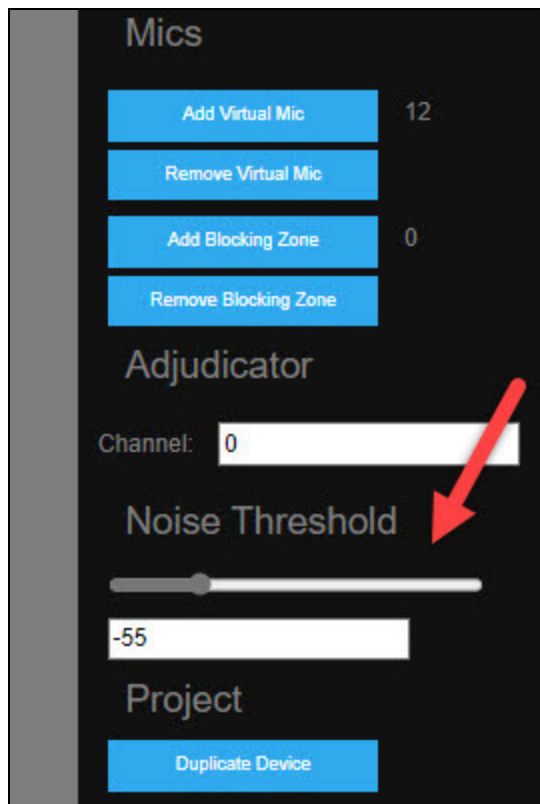 Mics
Add Virtual Mic 12
Remove Virtual Mic
Add Blocking Zone 0
Remove Blocking Zone
Adjudicator
Channel: 0
Noise Threshold
-55
Project
Duplicate Device